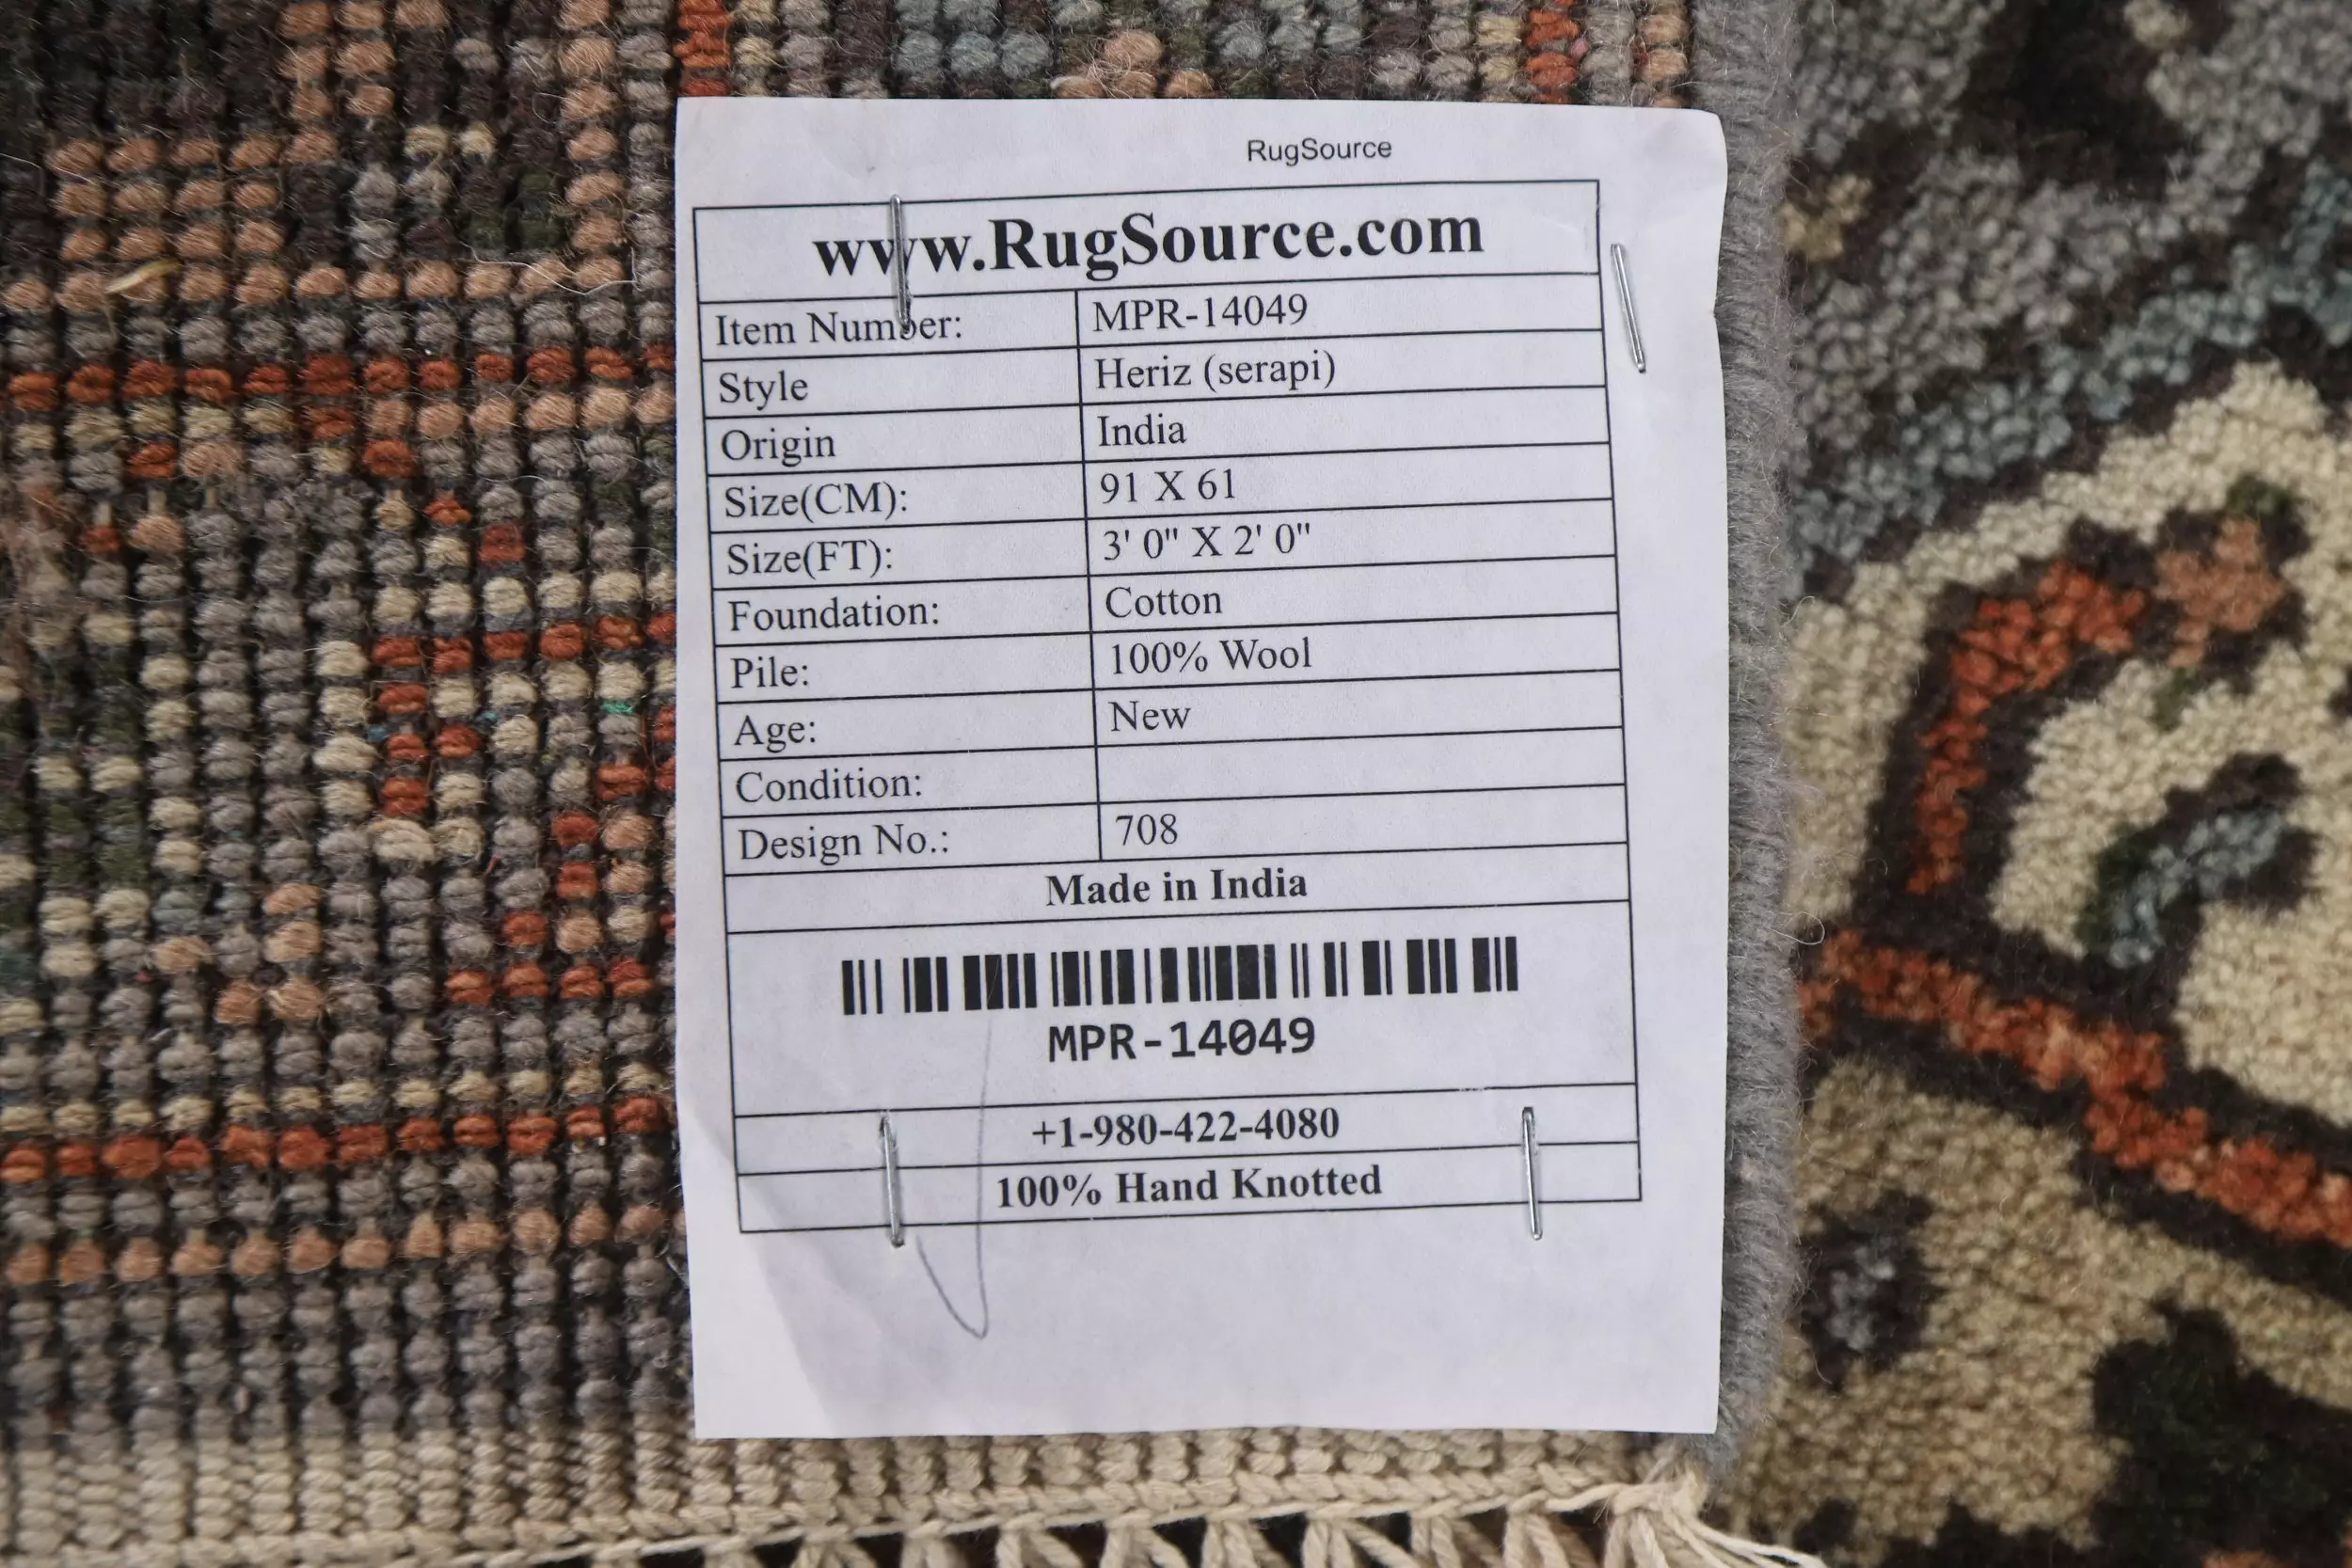 RugSource
www.RugSource.com
Item Number: MPR-14049
Style Heriz (serapi)
Origin India
Size(CM): 91 X 61
Size(FT): 3' 0" X 2' 0"
Foundation: Cotton
Pile: 100% Wool
Age: New
Condition:
Design No.: 708
Made in India
MPR-14049
+1-980-422-4080
100% Hand Knotted